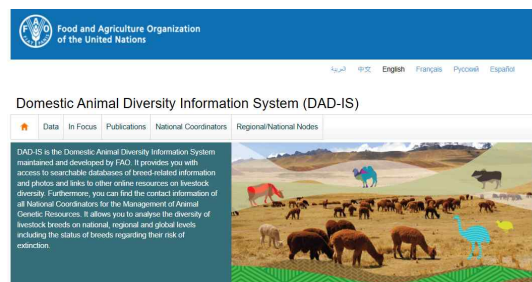 Food and Agriculture Organization
of the United Nations
العربية 中文 English Français Русский Español
Domestic Animal Diversity Information System (DAD-IS)
Data In Focus Publications National Coordinators Regional/National Nodes
DAD-IS is the Domestic Animal Diversity Information System
maintained and developed by FAO. It provides you with
access to searchable databases of breed-related information
and photos and links to other online resources on livestock
diversity. Furthermore, you can find the contact information of
all National Coordinators for the Management of Animal
Genetic Resources. It allows you to analyse the diversity of
livestock breeds on national, regional and global levels
including the status of breeds regarding their risk of
extinction.